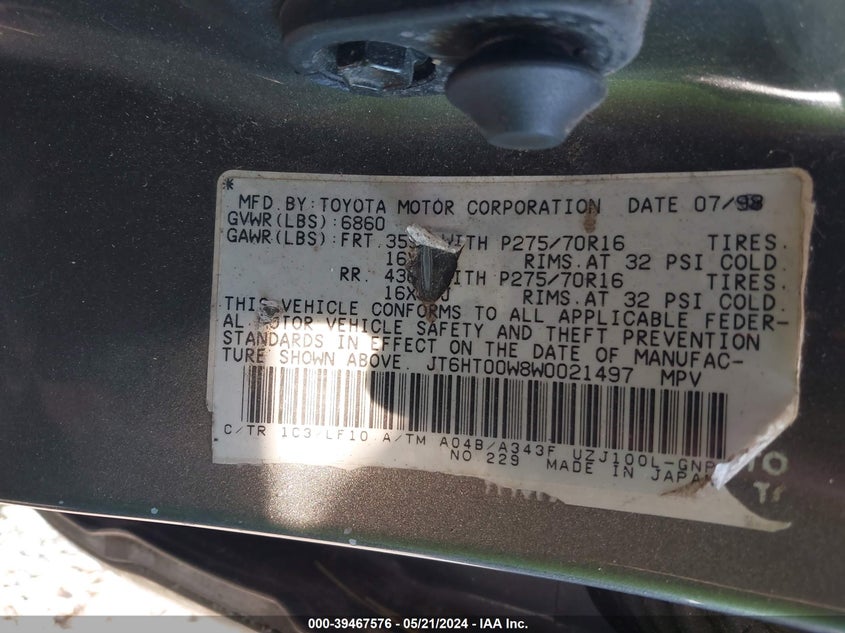 *
MFD. BY: TOYOTA MOTOR CORPORATION DATE 07/98
GVWR(LBS): 6860
GAWR(LBS): FRT. WITH P275/70R16 TIRES.
RIMS. AT 32 PSI COLD
RR. WITH P275/70R16 TIRES.
RIMS. AT 32 PSI COLD.
THIS VEHICLE CONFORMS TO ALL APPLICABLE FEDER-
AL MOTOR VEHICLE SAFETY AND THEFT PREVENTION
STANDARDS IN EFFECT ON THE DATE OF MANUFAC-
TURE SHOWN ABOVE. JT6HT00W8W0021497 MPV
C/TR 1C3/LF10 A/TM A04B/A343F UZJ100L-GNP
NO 229 MADE IN JAPAN
000-39467576 — 05/21/2024 — IAA Inc.